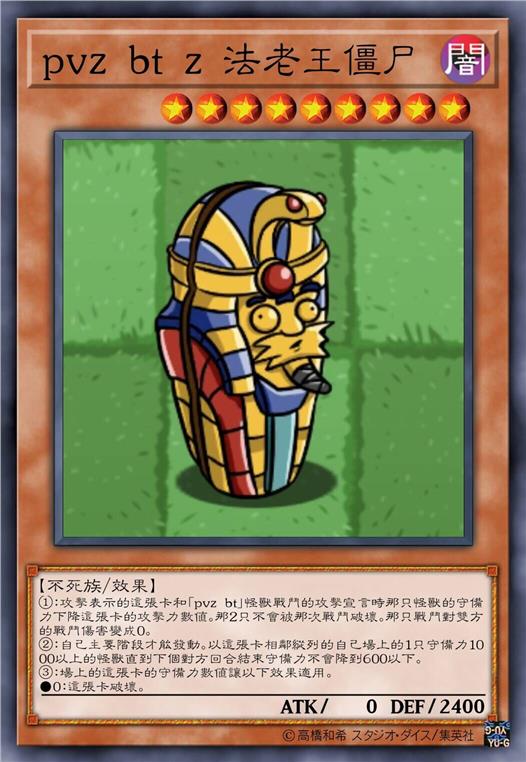 pvz bt z 法老王僵尸
闇
【不死族/效果】
①:攻擊表示的這張卡和「pvz bt」怪獸戰鬥的攻擊宣言時那只怪獸的守備
力下降這張卡的攻擊力數值。那2只不會被那次戰鬥破壞。那只戰鬥對雙方
的戰鬥傷害變成0。
②:自己主要階段才能發動。以這張卡相鄰縱列的自己場上的1只守備力10
00以上的怪獸直到下個對方回合結束守備力不會降到600以下。
③:場上的這張卡的守備力數值讓以下效果適用。
●0:這張卡破壞。
ATK/ 0 DEF/2400
©高橋和希 スタジオ・ダイス/集英社
YU-G